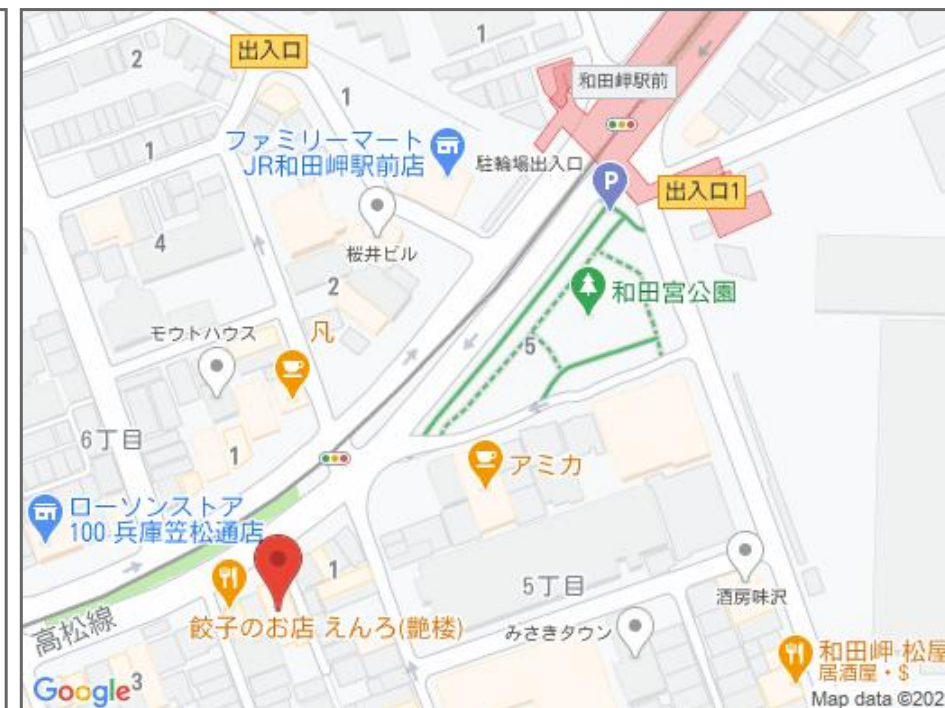 2
出入口
1
和田岬駅前
1
1
ファミリーマート
JR和田岬駅前店
駐輪場出入口
P
出入口1
4
桜井ビル
2
和田宮公園
モウトハウス
凡
5
6丁目
1
アミカ
ローソンストア
100 兵庫笠松通店
1
5丁目
酒房味沢
高松線
餃子のお店 えんろ(艶楼)
みさきタウン
和田岬 松屋
居酒屋・$
Google
3
Map data ©202